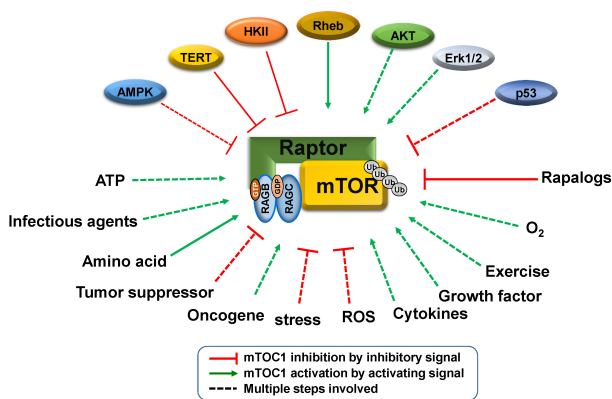 HKII
Rheb
AKT
TERT
Erk1/2
AMPK
p53
Raptor
mTOR
Ub
Ub
Ub
Ub
GTP
RAGB
GDP
RAGC
ATP
Rapalogs
Infectious agents
O2
Amino acid
Exercise
Tumor suppressor
Growth factor
Oncogene
stress
ROS
Cytokines
mTOC1 inhibition by inhibitory signal
mTOC1 activation by activating signal
Multiple steps involved